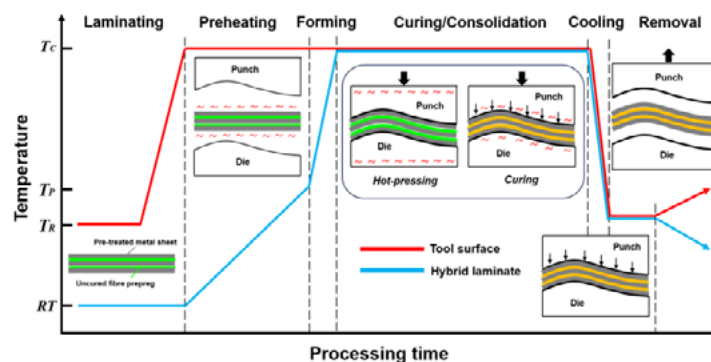 Laminating
Preheating
Forming
Curing/Consolidation
Cooling
Removal
Temperature
TC
TP
TR
RT
Punch
Die
Punch
Die
Hot-pressing
Punch
Die
Curing
Punch
Die
Pre-treated metal sheet
Uncured fibre prepreg
Tool surface
Hybrid laminate
Punch
Die
Processing time